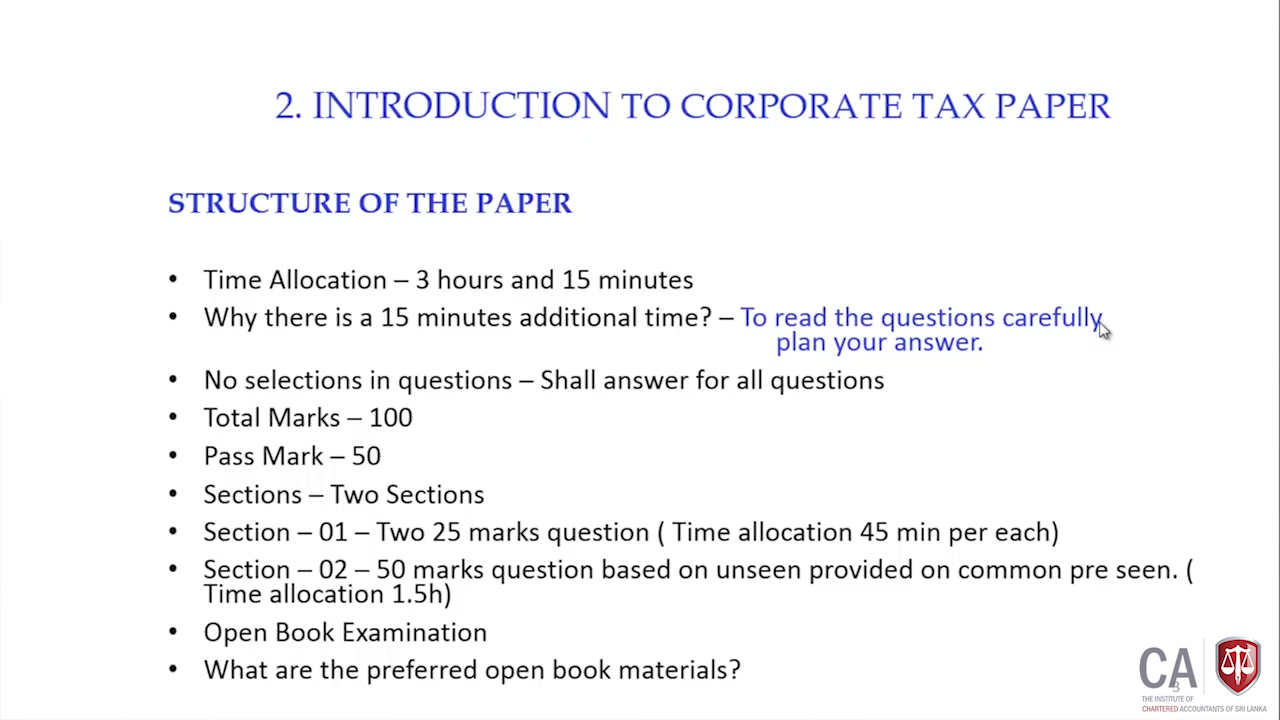 2. INTRODUCTION TO CORPORATE TAX PAPER
STRUCTURE OF THE PAPER
• Time Allocation – 3 hours and 15 minutes
• Why there is a 15 minutes additional time? – To read the questions carefully
plan your answer.
• No selections in questions – Shall answer for all questions
• Total Marks – 100
• Pass Mark – 50
• Sections – Two Sections
• Section – 01 – Two 25 marks question ( Time allocation 45 min per each)
• Section – 02 – 50 marks question based on unseen provided on common pre seen. (
Time allocation 1.5h)
• Open Book Examination
• What are the preferred open book materials?
CA
3
THE INSTITUTE OF
CHARTERED ACCOUNTANTS OF SRI LANKA